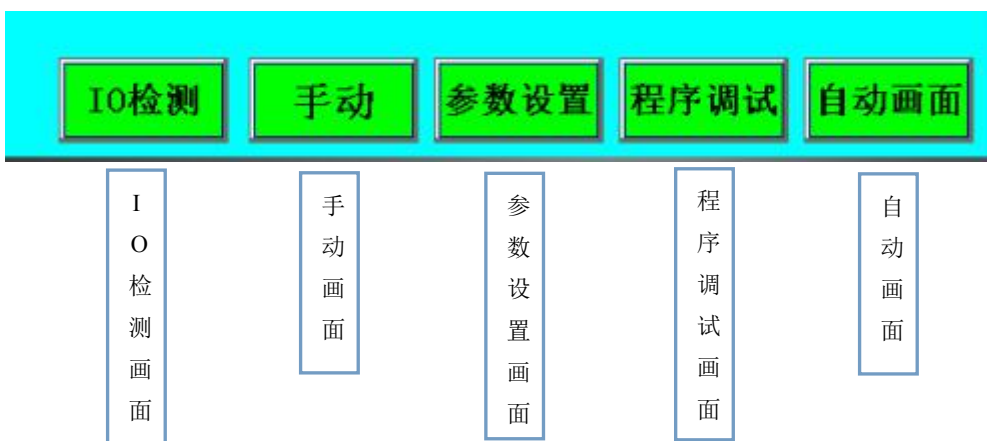 IO检测
手动
参数设置
程序调试
自动画面
IO检测画面
手动画面
参数设置画面
程序调试画面
自动画面